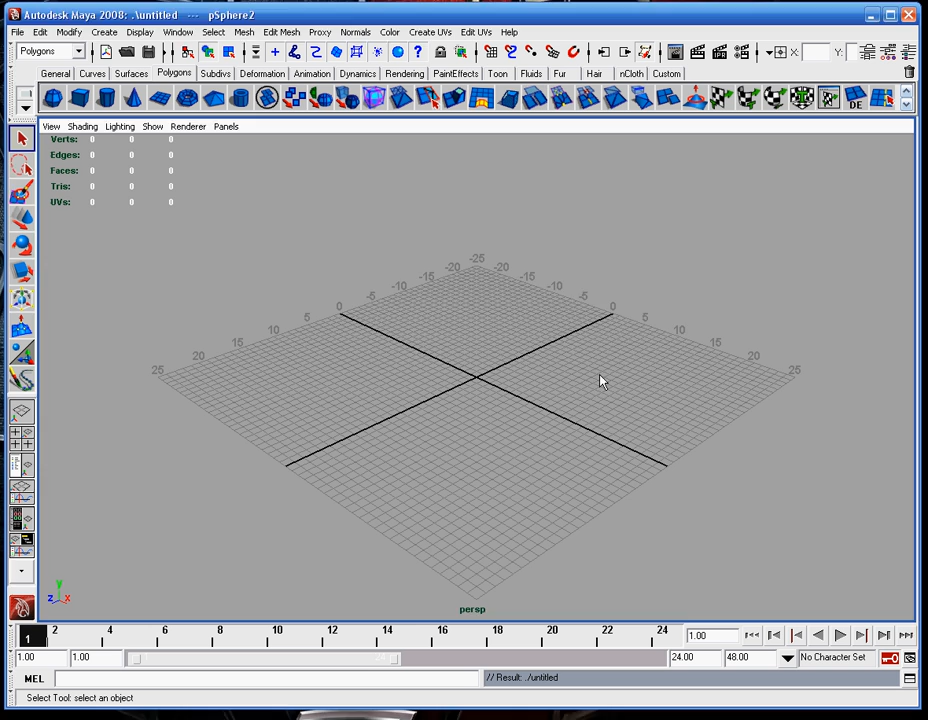 Autodesk Maya 2008: .\untitled --- pSphere2
File Edit Modify Create Display Window Select Mesh Edit Mesh Proxy Normals Color Create UVs Edit UVs Help
Polygons X: Y:
General Curves Surfaces Polygons Subdivs Deformation Animation Dynamics Rendering PaintEffects Toon Fluids Fur Hair nCloth Custom
DE
View Shading Lighting Show Renderer Panels
Verts: 0 0 0
Edges: 0 0 0
Faces: 0 0 0
Tris: 0 0 0
UVs: 0 0 0
-25
-20 -20
-15 -15
-10 -10
-5 -5
0 0
5 5
10 10
15 15
20 20
25 25
y
z x
persp
1 2 4 6 8 10 12 14 16 18 20 22 24 1.00
1.00 1.00 24.00 48.00 No Character Set
MEL // Result: ./untitled
Select Tool: select an object